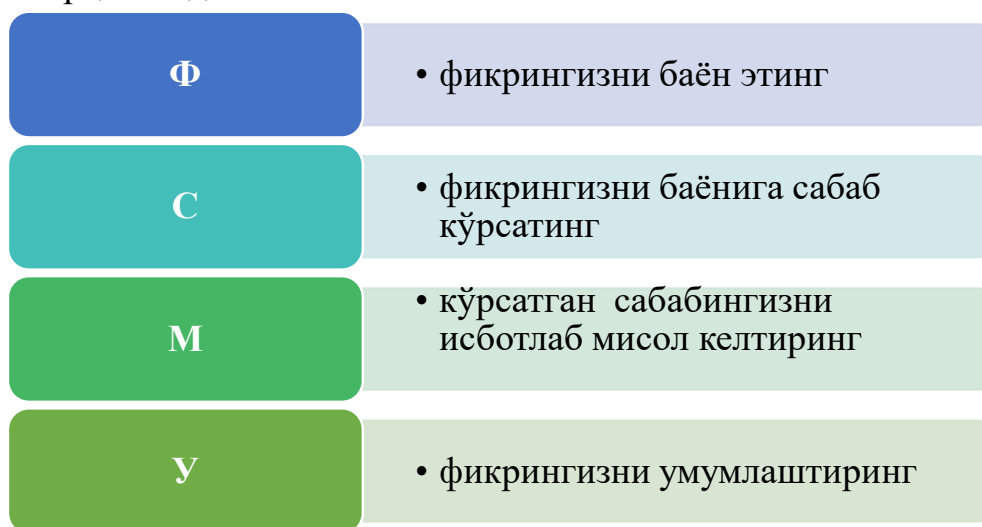 Ф
• фикрингизни баён этинг
С
• фикрингизни баёнига сабаб
кўрсатинг
М
• кўрсатган сабабингизни
исботлаб мисол келтиринг
У
• фикрингизни умумлаштиринг